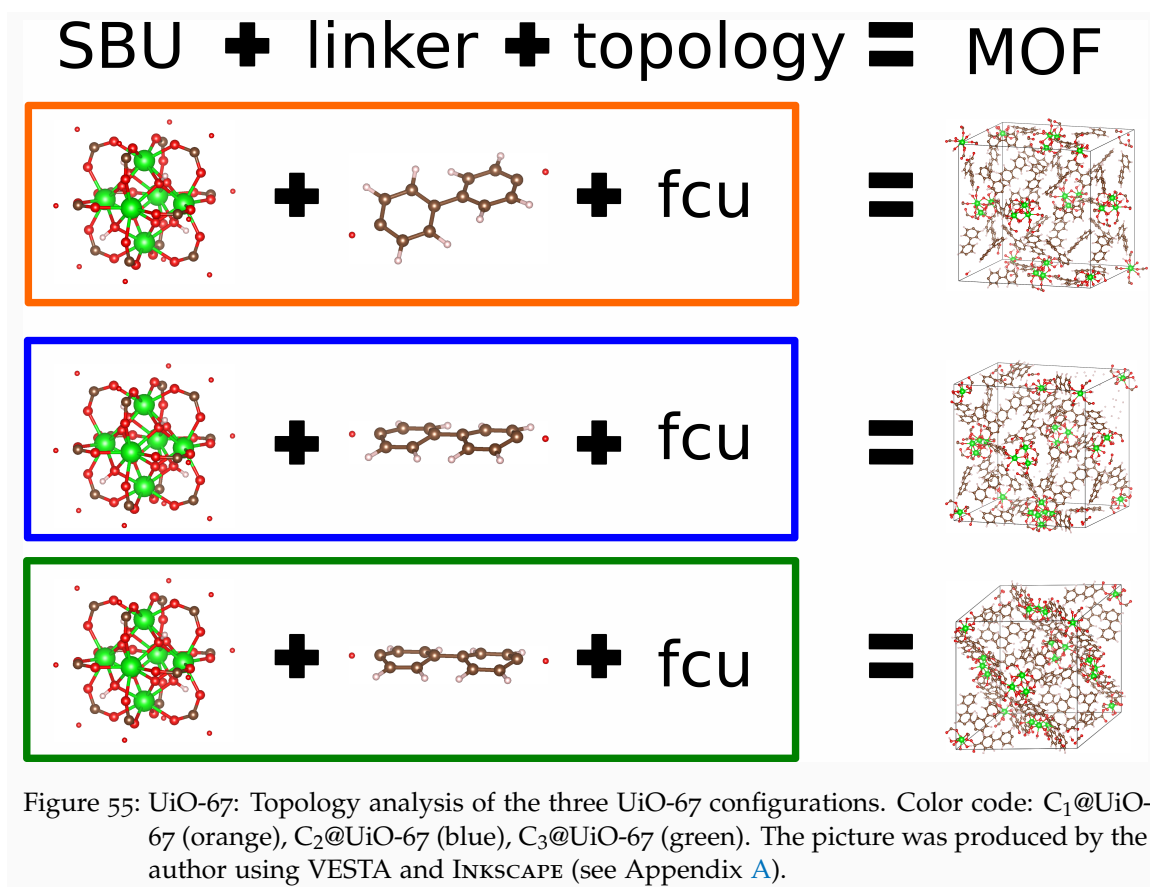 SBU + linker + topology = MOF
+ + fcu =
+ + fcu =
+ + fcu =
Figure 55: UiO-67: Topology analysis of the three UiO-67 configurations. Color code: C₁@UiO-
67 (orange), C₂@UiO-67 (blue), C₃@UiO-67 (green). The picture was produced by the
author using VESTA and INKSCAPE (see Appendix A).